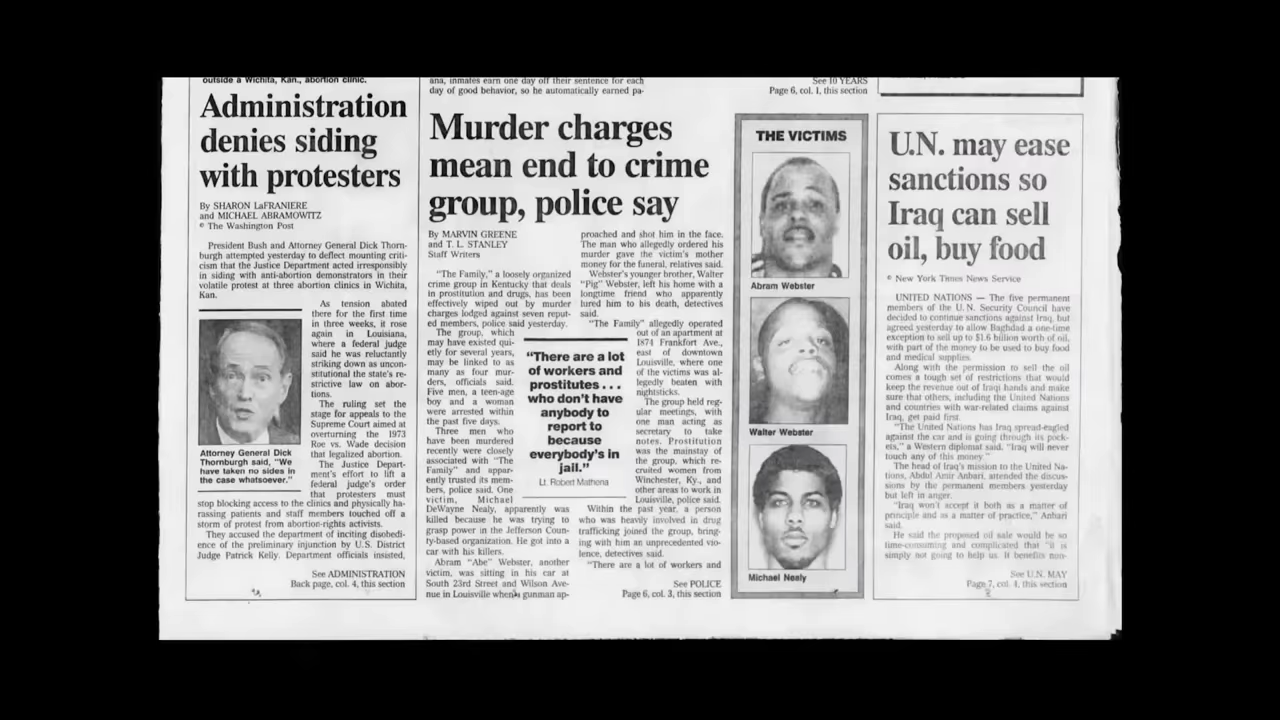 outside a Wichita, Kan., abortion clinic.
Administration
denies siding
with protesters
By SHARON LaFRANIERE
and MICHAEL ABRAMOWITZ
© The Washington Post
President Bush and Attorney General Dick Thorn-
burgh attempted yesterday to deflect mounting criti-
cism that the Justice Department acted irresponsibly
in siding with anti-abortion demonstrators in their
volatile protest at three abortion clinics in Wichita,
Kan.
As tension abated
there for the first time
in three weeks, it rose
again in Louisiana,
where a federal judge
said he was reluctantly
striking down as uncon-
stitutional the state's re-
strictive law on abor-
tions.
The ruling set the
stage for appeals to the
Supreme Court aimed at
overturning the 1973
Roe vs. Wade decision
that legalized abortion.
The Justice Depart-
ment's effort to lift a
federal judge's order
that protesters must
Attorney General Dick
Thornburgh said, "We
have taken no sides in
the case whatsoever."
stop blocking access to the clinics and physically ha-
rassing patients and staff members touched off a
storm of protest from abortion-rights activists.
They accused the department of inciting disobedi-
ence of the preliminary injunction by U.S. District
Judge Patrick Kelly. Department officials insisted,
See ADMINISTRATION
Back page, col. 4, this section
ana, inmates earn one day off their sentence for each
day of good behavior, so he automatically earned pa-
See 10 YEARS
Page 6, col. 1, this section
Murder charges
mean end to crime
group, police say
By MARVIN GREENE
and T. L. STANLEY
Staff Writers
"The Family," a loosely organized
crime group in Kentucky that deals
in prostitution and drugs, has been
effectively wiped out by murder
charges lodged against seven reput-
ed members, police said yesterday.
The group, which
may have existed qui-
etly for several years,
may be linked to as
many as four mur-
ders, officials said.
Five men, a teen-age
boy and a woman
were arrested within
the past five days.
Three men who
have been murdered
recently were closely
associated with "The
Family" and appar-
ently trusted its mem-
bers, police said. One
victim, Michael
DeWayne Nealy, apparently was
killed because he was trying to
grasp power in the Jefferson Coun-
ty-based organization. He got into a
car with his killers.
Abram "Abe" Webster, another
victim, was sitting in his car at
South 23rd Street and Wilson Ave-
nue in Louisville when a gunman ap-
"There are a lot
of workers and
prostitutes . . .
who don't have
anybody to
report to
because
everybody's in
jail."
Lt. Robert Mathena
proached and shot him in the face.
The man who allegedly ordered his
murder gave the victim's mother
money for the funeral, relatives said.
Webster's younger brother, Walter
"Pig" Webster, left his home with a
longtime friend who apparently
lured him to his death, detectives
said.
"The Family" allegedly operated
out of an apartment at
1874 Frankfort Ave.,
east of downtown
Louisville, where one
of the victims was al-
legedly beaten with
nightsticks.
The group held reg-
ular meetings, with
one man acting as
secretary to take
notes. Prostitution
was the mainstay of
the group, which re-
cruited women from
Winchester, Ky., and
other areas to work in
Louisville, police said.
Within the past year, a person
who was heavily involved in drug
trafficking joined the group, bring-
ing with him an unprecedented vio-
lence, detectives said.
"There are a lot of workers and
See POLICE
Page 6, col. 3, this section
THE VICTIMS
Abram Webster
Walter Webster
Michael Nealy
U.N. may ease
sanctions so
Iraq can sell
oil, buy food
© New York Times News Service
UNITED NATIONS — The five permanent
members of the U.N. Security Council have
decided to continue sanctions against Iraq, but
agreed yesterday to allow Baghdad a one-time
exception to sell up to $1.6 billion worth of oil,
with part of the money to be used to buy food
and medical supplies.
Along with the permission to sell the oil
comes a tough set of restrictions that would
keep the revenue out of Iraqi hands and make
sure that others, including the United Nations
and countries with war-related claims against
Iraq, get paid first.
"The United Nations has Iraq spread-eagled
against the car and is going through its pock-
ets," a Western diplomat said. "Iraq will never
touch any of this money."
The head of Iraq's mission to the United Na-
tions, Abdul Amir Anbari, attended the discus-
sions by the permanent members yesterday
but left in anger.
"Iraq won't accept it both as a matter of
principle and as a matter of practice," Anbari
said.
He said the proposed oil sale would be so
time-consuming and complicated that "it is
simply not going to help us. It benefits non-
See U.N. MAY
Page 7, col. 1, this section